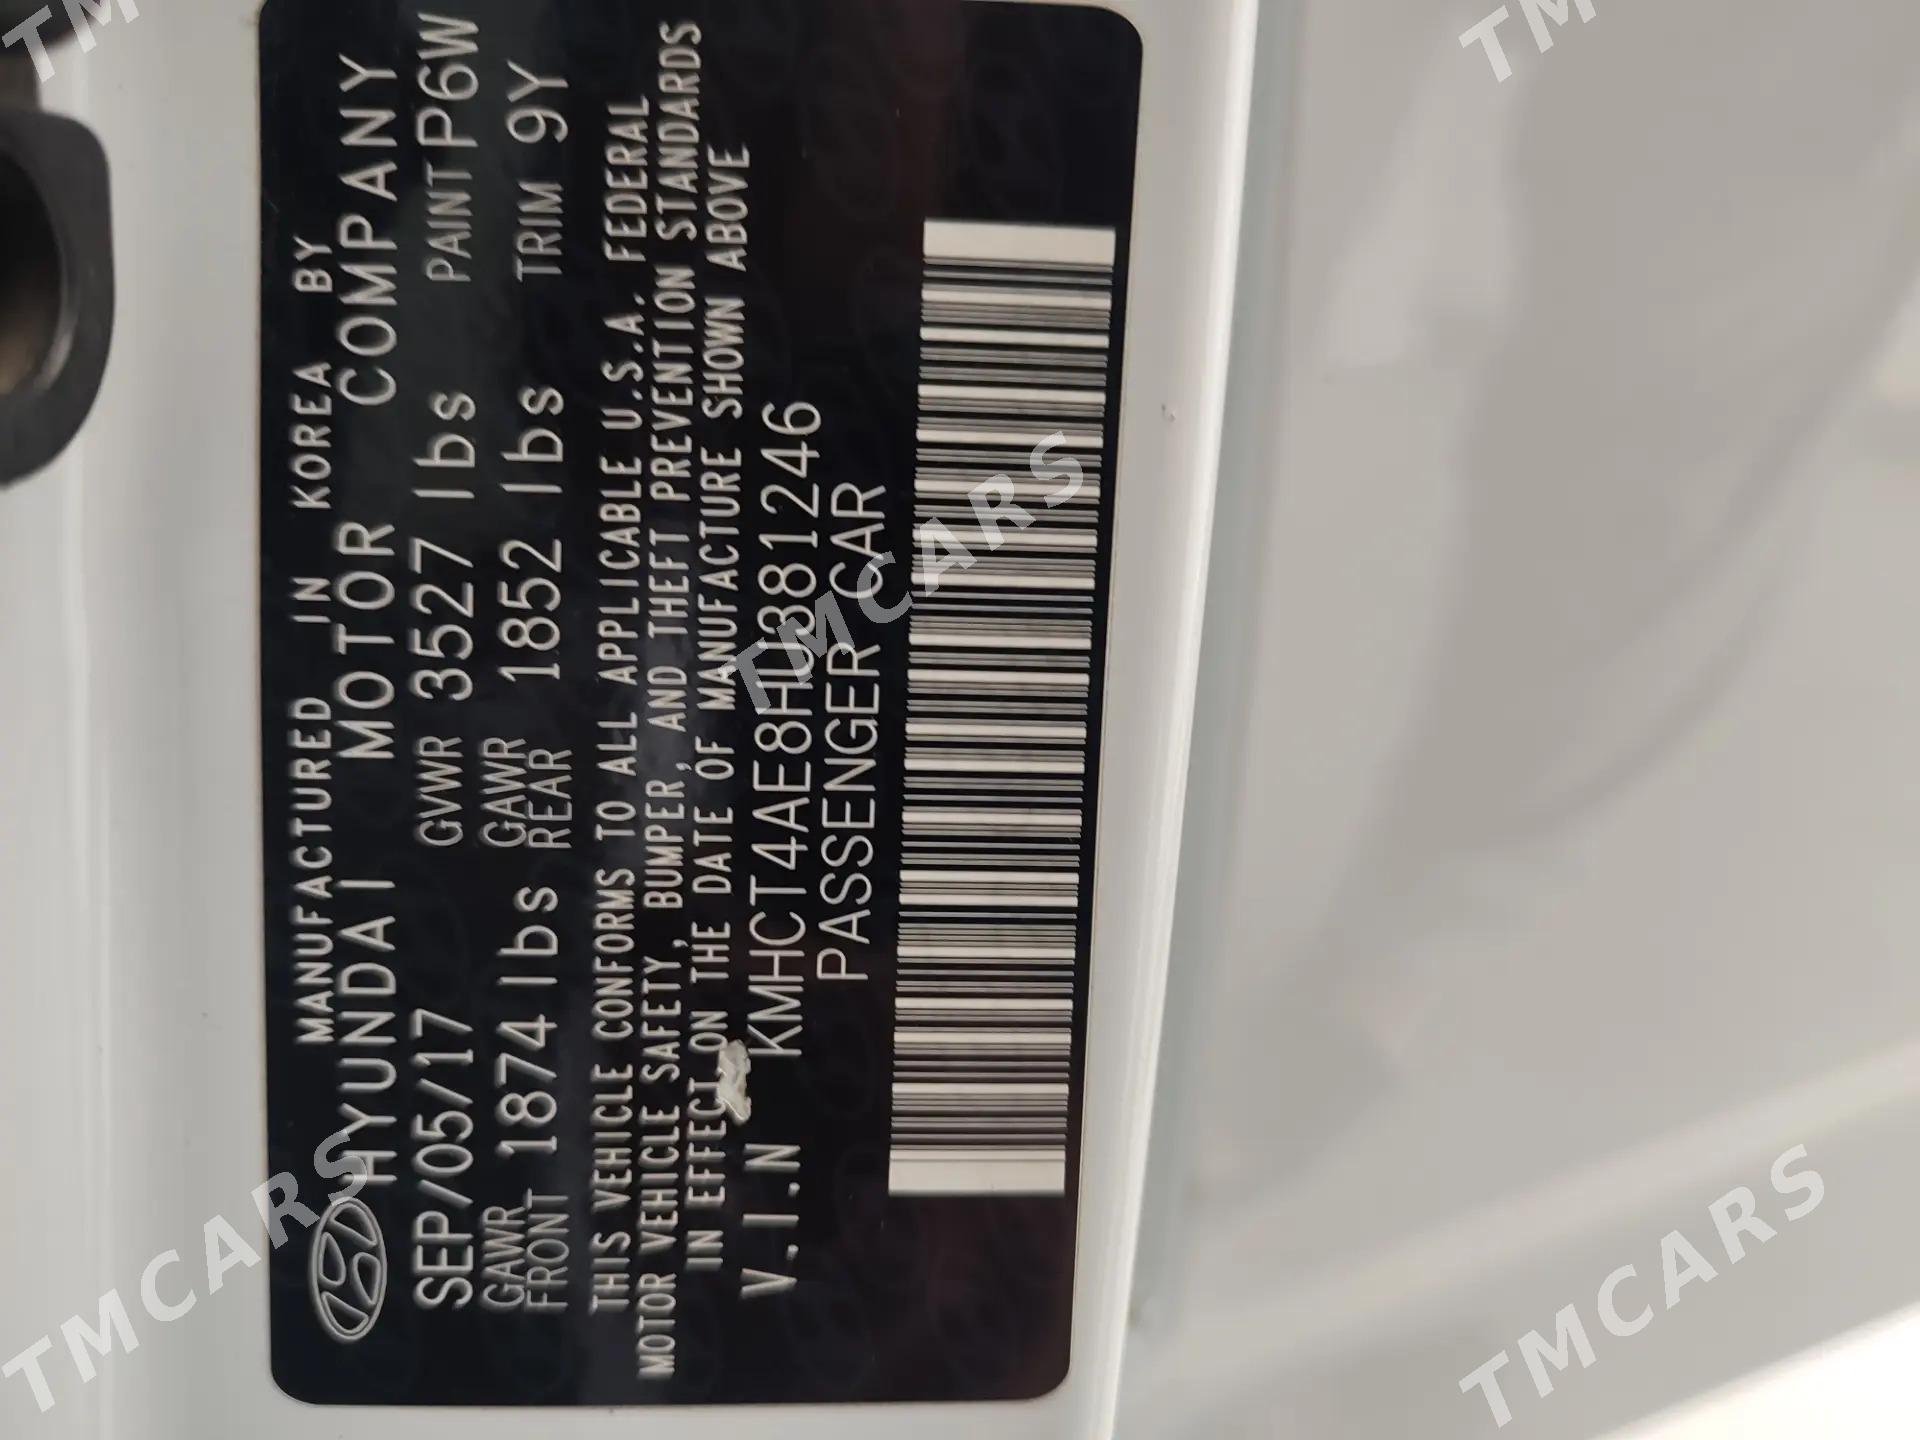 MANUFACTURED IN KOREA BY
HYUNDAI MOTOR COMPANY
SEP/05/17 GVWR 3527 lbs PAINT P6W
GAWR FRONT 1874 lbs GAWR REAR 1852 lbs TRIM 9Y
THIS VEHICLE CONFORMS TO ALL APPLICABLE U.S.A. FEDERAL
MOTOR VEHICLE SAFETY, BUMPER, AND THEFT PREVENTION STANDARDS
IN EFFECT ON THE DATE OF MANUFACTURE SHOWN ABOVE
V.I.N KMHCT4AE8HU381246
PASSENGER CAR
TMCARS
TMCARS
TMCARS